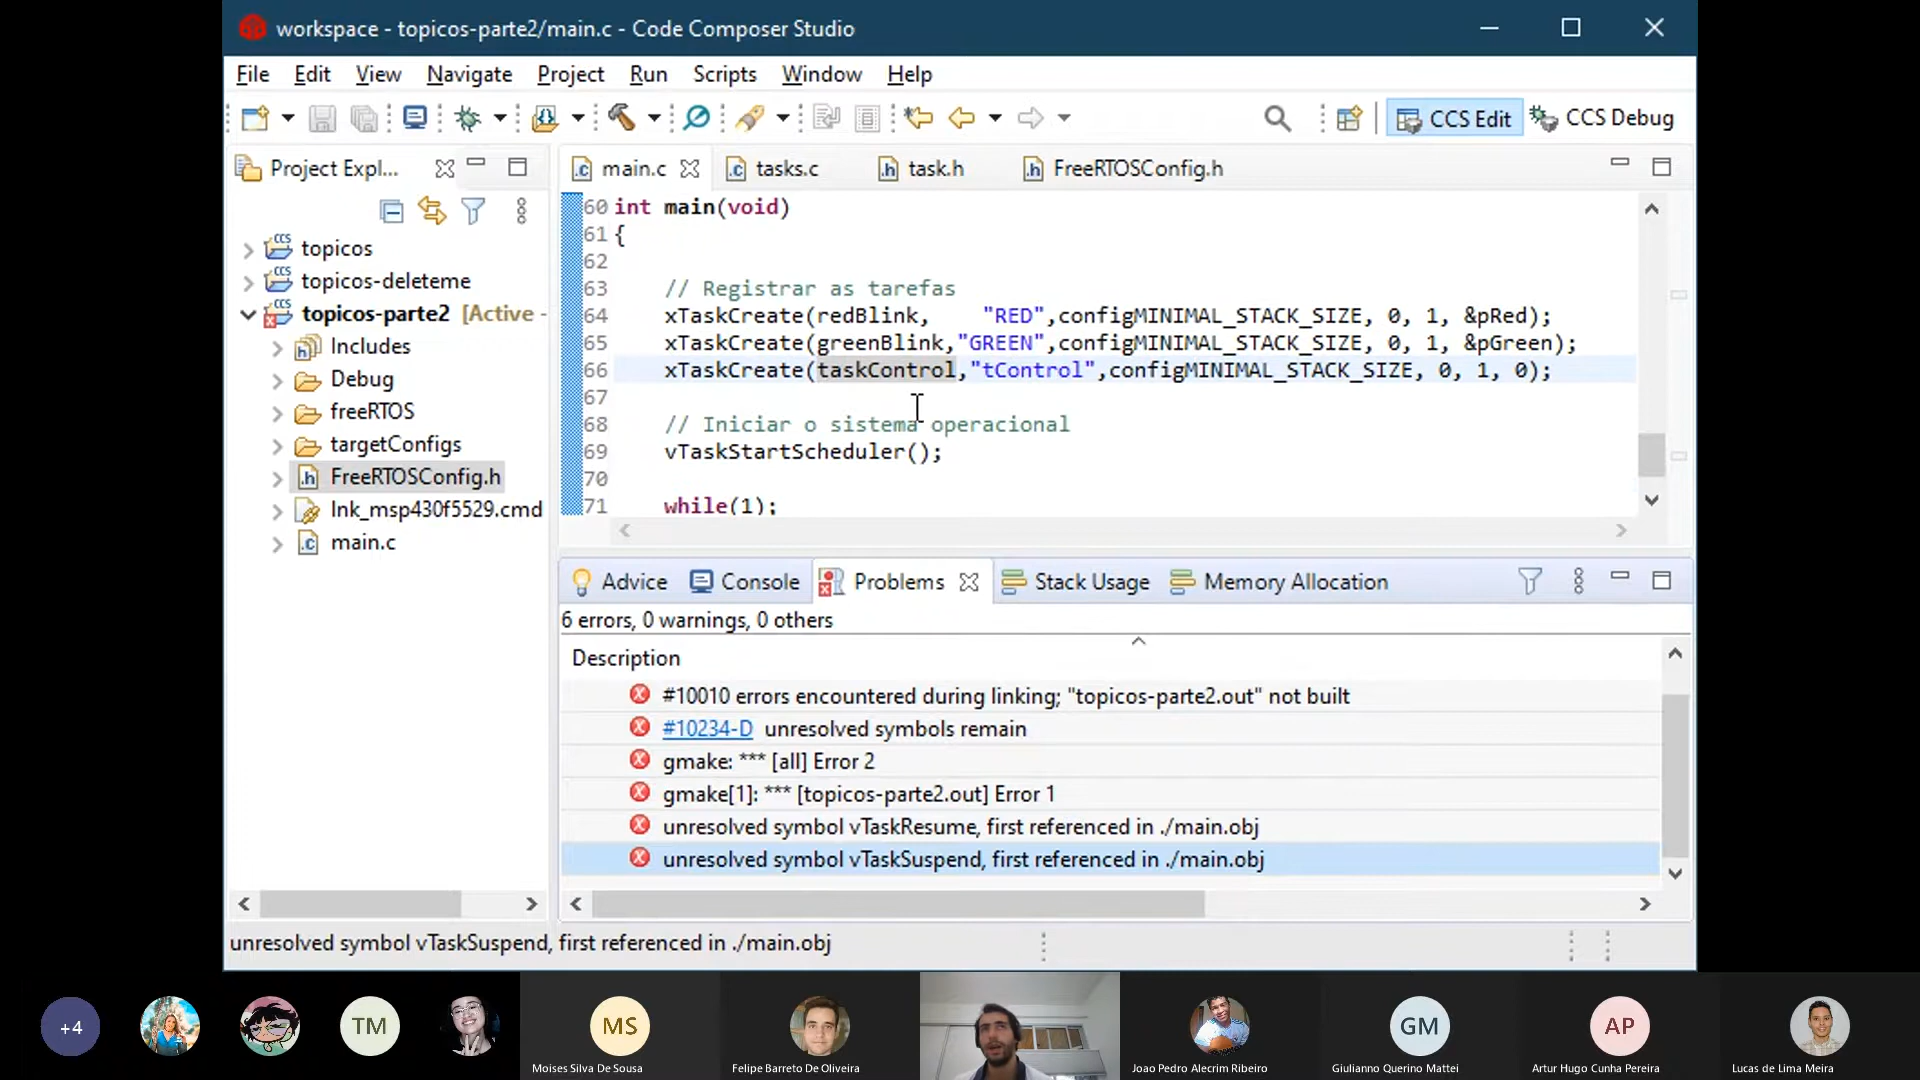 workspace - topicos-parte2/main.c - Code Composer Studio
File Edit View Navigate Project Run Scripts Window Help
CCS Edit CCS Debug
Project Expl...
main.c tasks.c task.h FreeRTOSConfig.h
topicos
topicos-deleteme
topicos-parte2 [Active -
Includes
Debug
freeRTOS
targetConfigs
FreeRTOSConfig.h
lnk_msp430f5529.cmd
main.c
60 int main(void)
61 {
62
63 // Registrar as tarefas
64 xTaskCreate(redBlink, "RED",configMINIMAL_STACK_SIZE, 0, 1, &pRed);
65 xTaskCreate(greenBlink,"GREEN",configMINIMAL_STACK_SIZE, 0, 1, &pGreen);
66 xTaskCreate(taskControl,"tControl",configMINIMAL_STACK_SIZE, 0, 1, 0);
67
68 // Iniciar o sistema operacional
69 vTaskStartScheduler();
70
71 while(1);
Advice Console Problems Stack Usage Memory Allocation
6 errors, 0 warnings, 0 others
Description
#10010 errors encountered during linking; "topicos-parte2.out" not built
#10234-D unresolved symbols remain
gmake: *** [all] Error 2
gmake[1]: *** [topicos-parte2.out] Error 1
unresolved symbol vTaskResume, first referenced in ./main.obj
unresolved symbol vTaskSuspend, first referenced in ./main.obj
unresolved symbol vTaskSuspend, first referenced in ./main.obj
+4
TM
MS
GM
AP
Moises Silva De Sousa
Felipe Barreto De Oliveira
Joao Pedro Alecrim Ribeiro
Giulianno Querino Mattei
Artur Hugo Cunha Pereira
Lucas de Lima Meira